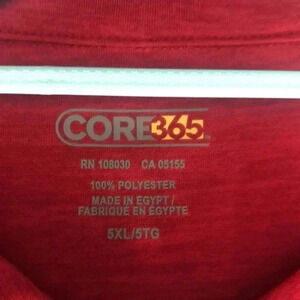 CORE365
RN 108030 CA 05155
100% POLYESTER
MADE IN EGYPT /
FABRIQUÉ EN ÉGYPTE
5XL/5TG